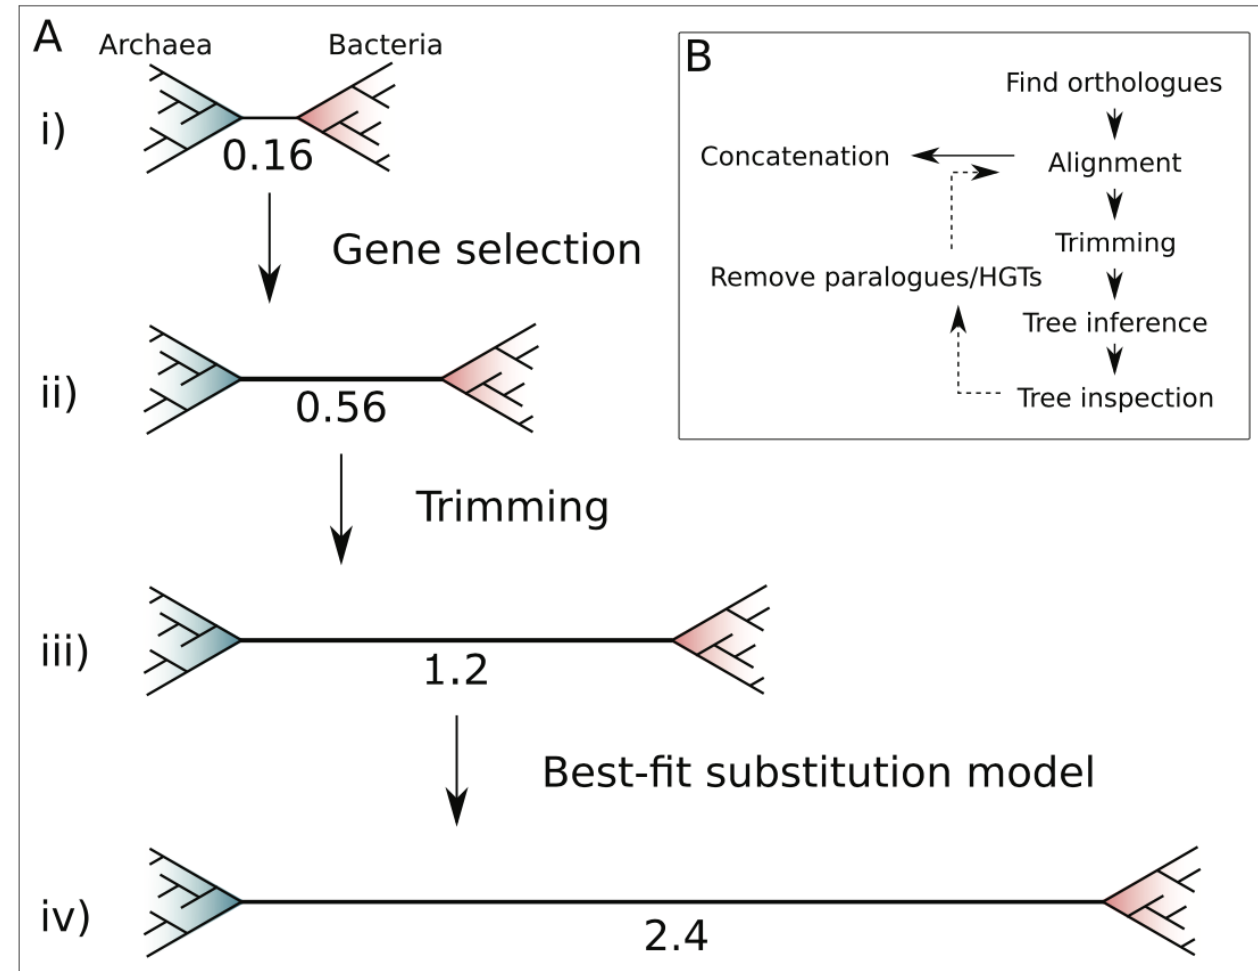 A
Archaea
Bacteria
i)
0.16
Gene selection
ii)
0.56
Trimming
iii)
1.2
Best-fit substitution model
iv)
2.4
B
Find orthologues
Concatenation
Alignment
Trimming
Remove paralogues/HGTs
Tree inference
Tree inspection